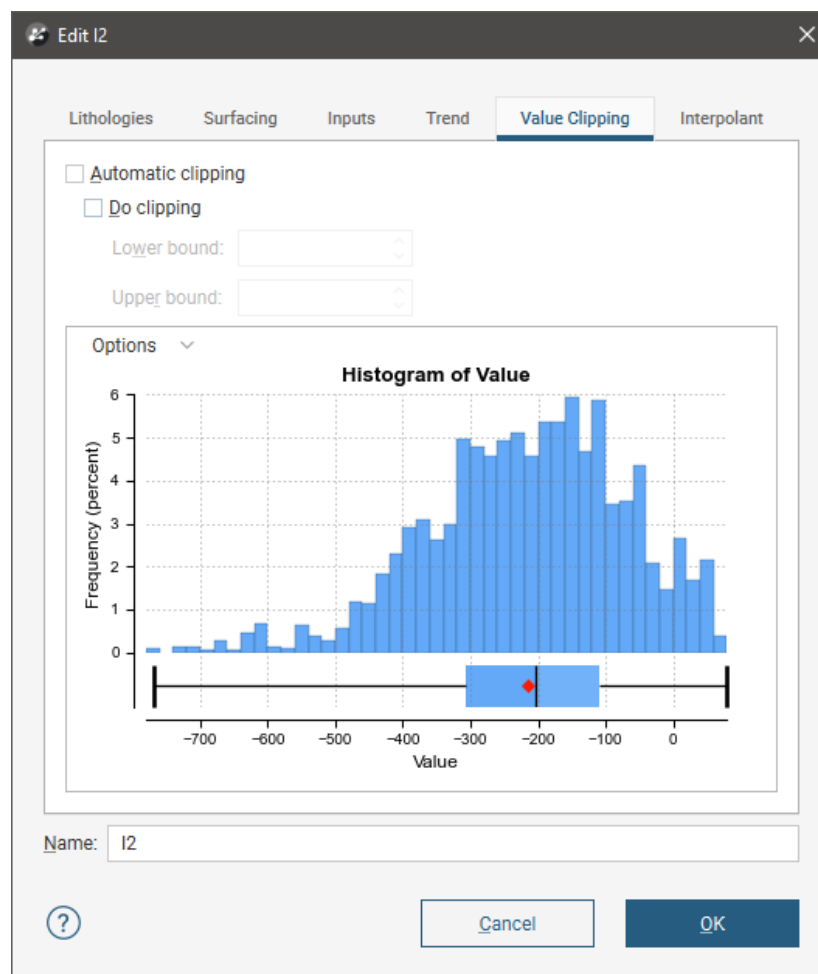 Edit I2
Lithologies Surfacing Inputs Trend Value Clipping Interpolant
Automatic clipping
Do clipping
Lower bound:
Upper bound:
Options
Histogram of Value
6
5
4
3
2
1
0
Frequency (percent)
−700 −600 −500 −400 −300 −200 −100 0
Value
Name: I2
? Cancel OK